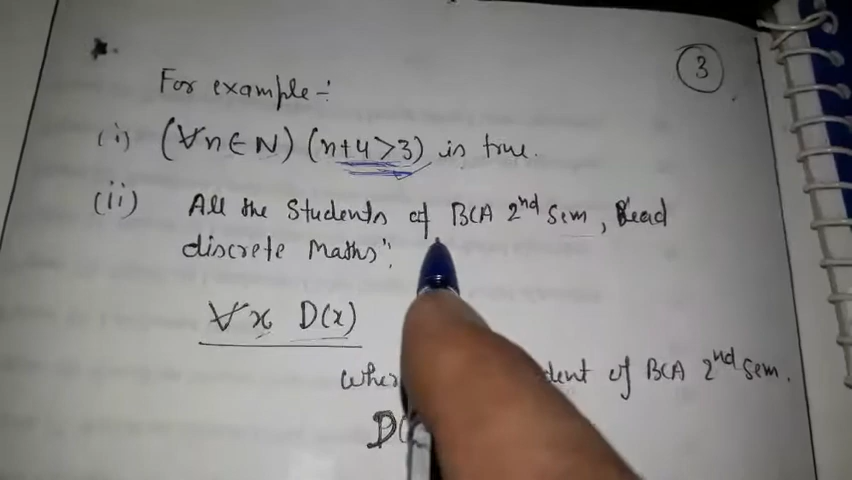 3
For example :-
(i) (∀n∈N) (n+4>3) is true.
(ii) All the Students of BCA 2nd Sem, Read
discrete Maths".
∀x D(x)
of BCA 2nd Sem.
D(